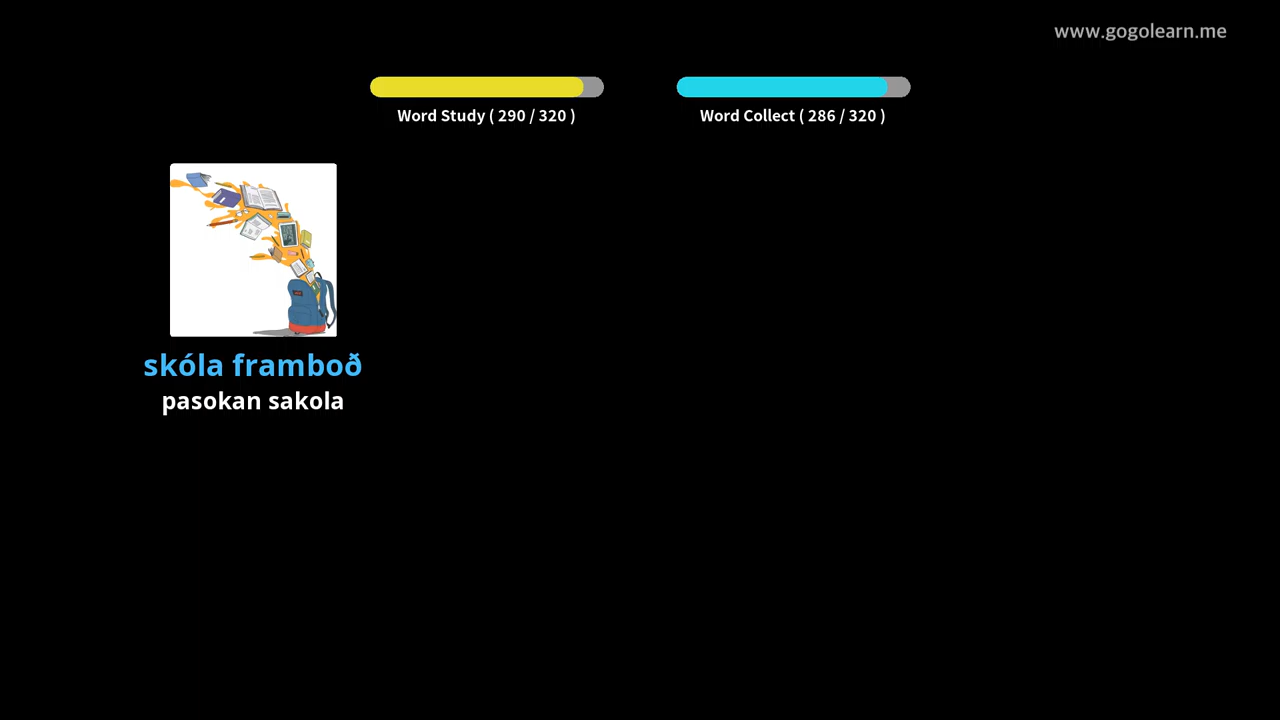 www.gogolearn.me
Word Study ( 290 / 320 )
Word Collect ( 286 / 320 )
skóla framboð
pasokan sakola